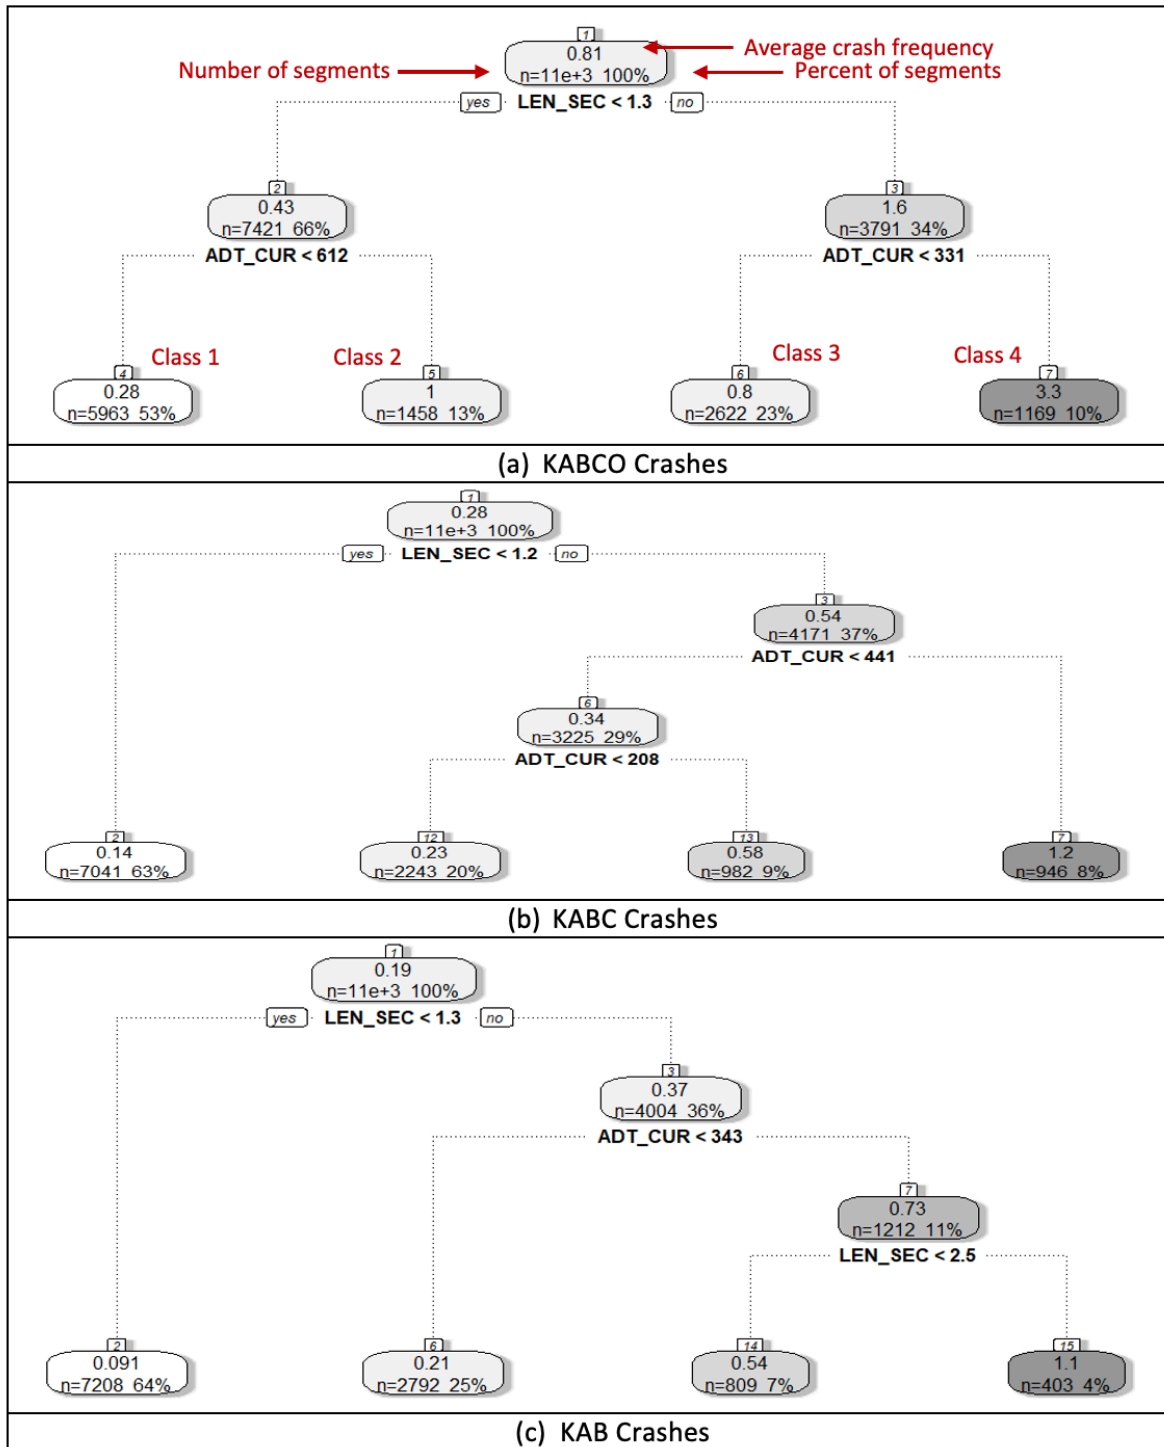 1
0.81
n=11e+3 100%
Average crash frequency
Number of segments
Percent of segments
yes LEN_SEC < 1.3 no
2
0.43
n=7421 66%
ADT_CUR < 612
3
1.6
n=3791 34%
ADT_CUR < 331
Class 1
4
0.28
n=5963 53%
Class 2
5
1
n=1458 13%
Class 3
6
0.8
n=2622 23%
Class 4
7
3.3
n=1169 10%
(a) KABCO Crashes
1
0.28
n=11e+3 100%
yes LEN_SEC < 1.2 no
3
0.54
n=4171 37%
ADT_CUR < 441
6
0.34
n=3225 29%
ADT_CUR < 208
2
0.14
n=7041 63%
12
0.23
n=2243 20%
13
0.58
n=982 9%
7
1.2
n=946 8%
(b) KABC Crashes
1
0.19
n=11e+3 100%
yes LEN_SEC < 1.3 no
3
0.37
n=4004 36%
ADT_CUR < 343
7
0.73
n=1212 11%
LEN_SEC < 2.5
2
0.091
n=7208 64%
6
0.21
n=2792 25%
14
0.54
n=809 7%
15
1.1
n=403 4%
(c) KAB Crashes